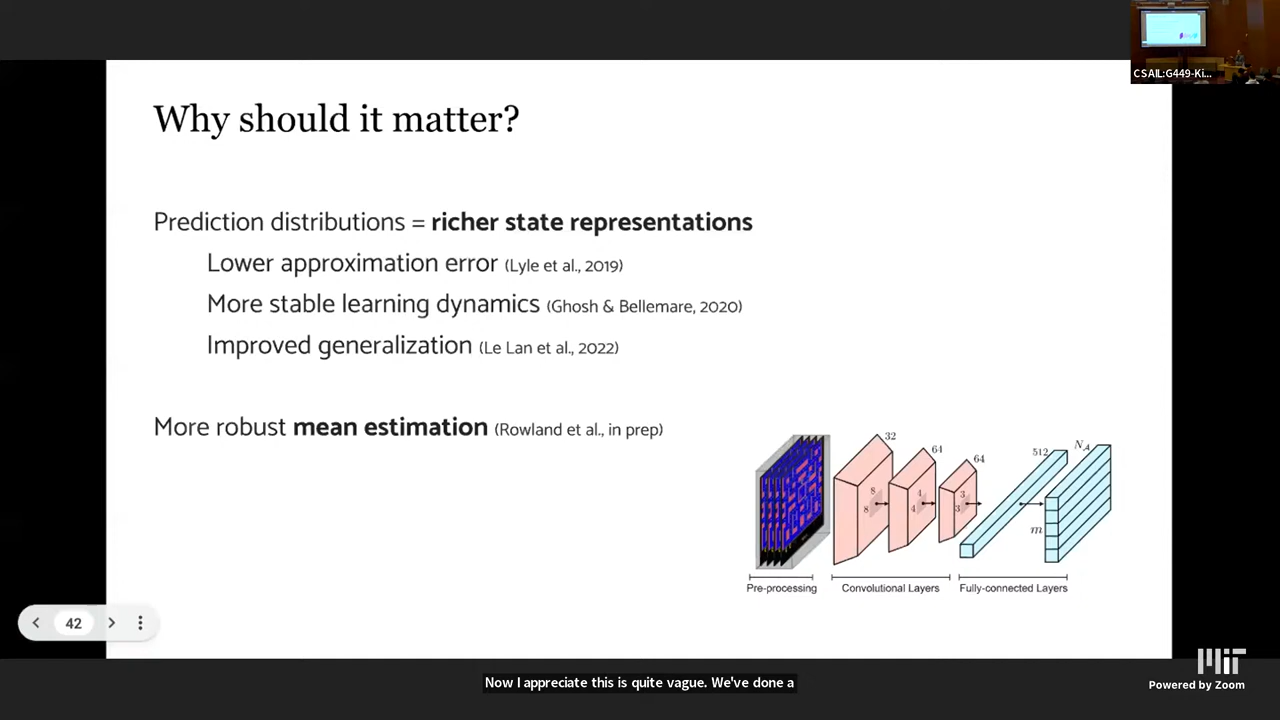 CSAIL:G449-Ki...
Why should it matter?
Prediction distributions = richer state representations
Lower approximation error (Lyle et al., 2019)
More stable learning dynamics (Ghosh & Bellemare, 2020)
Improved generalization (Le Lan et al., 2022)
More robust mean estimation (Rowland et al., in prep)
32
64
64
512
N_A
8
8
4
4
3
3
m
Pre-processing
Convolutional Layers
Fully-connected Layers
42
MIT
Now I appreciate this is quite vague. We've done a
Powered by Zoom